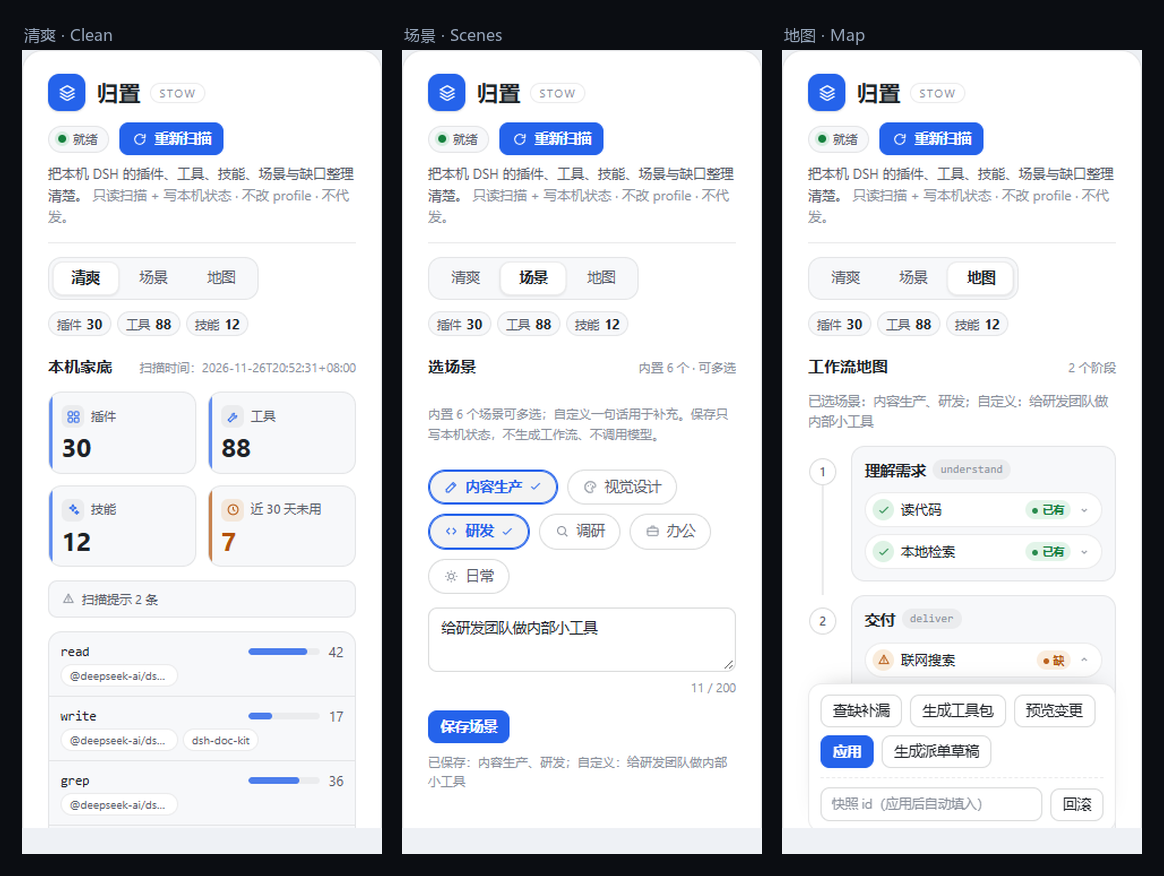 清爽 · Clean
归置 STOW
就绪 重新扫描
把本机 DSH 的插件、工具、技能、场景与缺口整理
清楚。 只读扫描 + 写本机状态 · 不改 profile · 不代
发。
清爽 场景 地图
插件 30 工具 88 技能 12
本机家底 扫描时间：2026-11-26T20:52:31+08:00
插件 工具
30 88
技能 近 30 天未用
12 7
扫描提示 2 条
read 42
@deepseek-ai/ds...
write 17
@deepseek-ai/ds... dsh-doc-kit
grep 36
@deepseek-ai/ds...
场景 · Scenes
归置 STOW
就绪 重新扫描
把本机 DSH 的插件、工具、技能、场景与缺口整理
清楚。 只读扫描 + 写本机状态 · 不改 profile · 不代
发。
清爽 场景 地图
插件 30 工具 88 技能 12
选场景 内置 6 个 · 可多选
内置 6 个场景可多选；自定义一句适用于补充。保存只
写本机状态，不生成工作流、不调用模型。
内容生产 视觉设计
研发 调研 办公
日常
给研发团队做内部小工具
11 / 200
保存场景
已保存：内容生产、研发；自定义：给研发团队做内部
小工具
地图 · Map
归置 STOW
就绪 重新扫描
把本机 DSH 的插件、工具、技能、场景与缺口整理
清楚。 只读扫描 + 写本机状态 · 不改 profile · 不代
发。
清爽 场景 地图
插件 30 工具 88 技能 12
工作流地图 2 个阶段
已选场景：内容生产、研发；自定义：给研发团队做
内部小工具
1 理解需求 understand
读代码 已有
本地检索 已有
2 交付 deliver
联网搜索 缺
查缺补漏 生成工具包 预览变更
应用 生成派单草稿
快照 id（应用后自动填入） 回滚